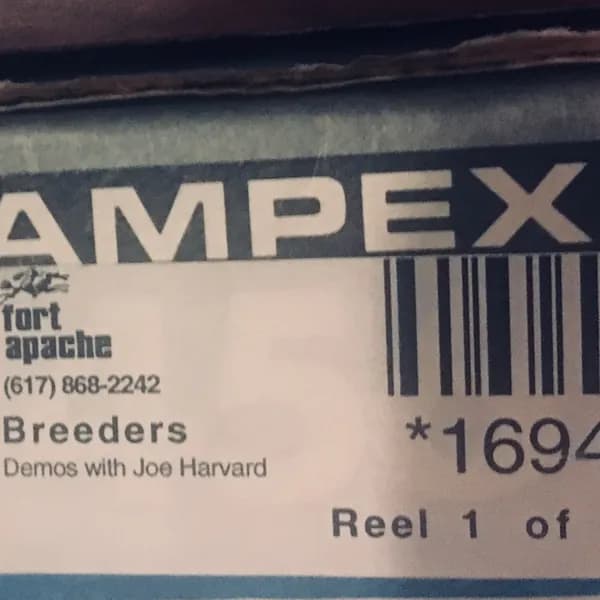 AMPEX
fort
apache
(617) 868-2242
Breeders
Demos with Joe Harvard
*1694
Reel 1 of